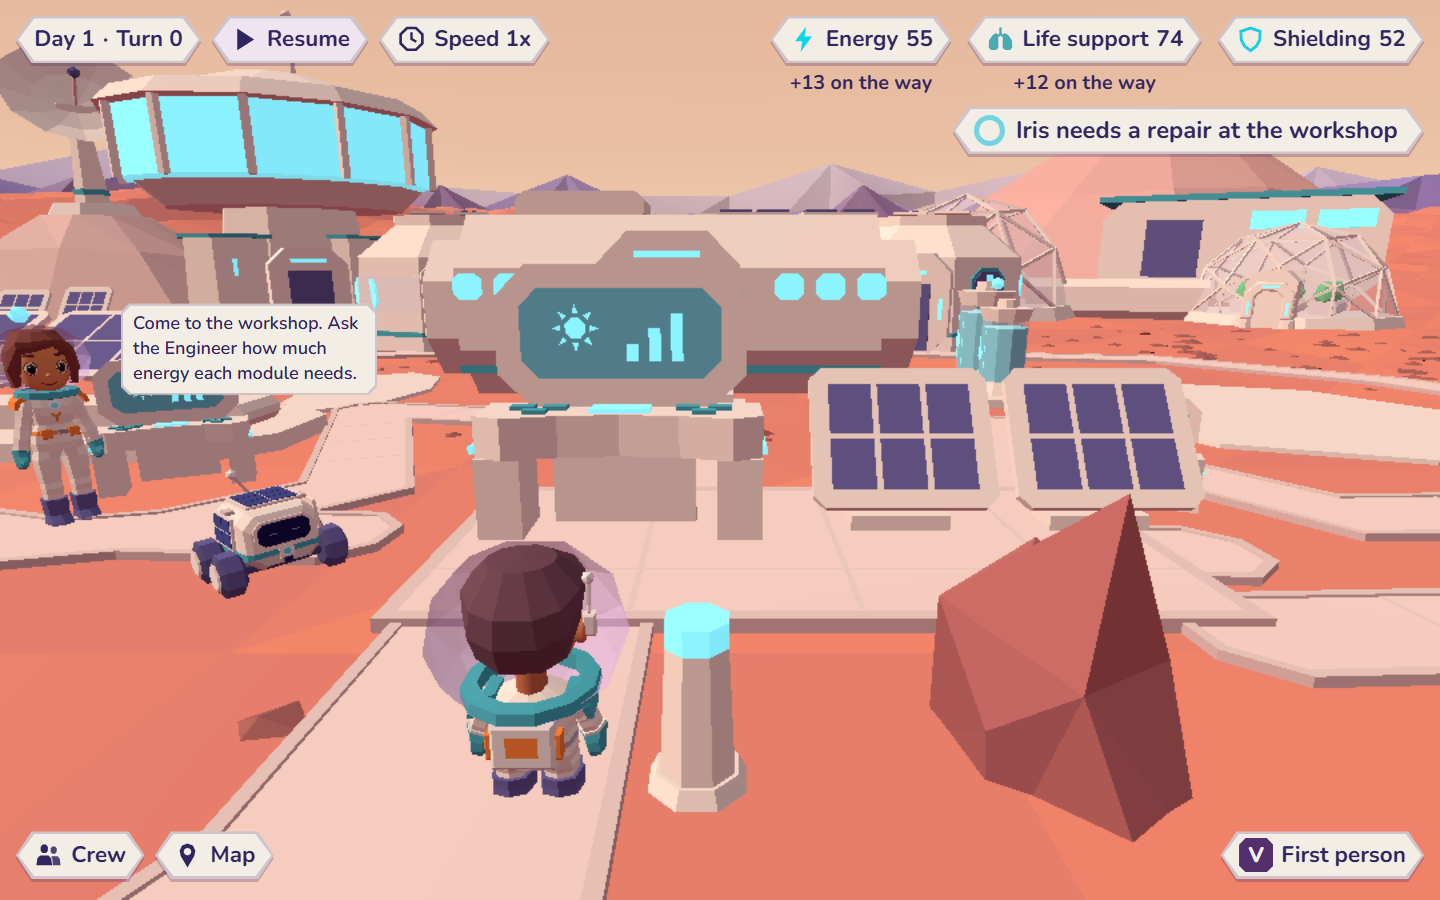 Day 1 · Turn 0
Resume
Speed 1x
Energy 55
Life support 74
Shielding 52
+13 on the way
+12 on the way
Iris needs a repair at the workshop
Come to the workshop. Ask
the Engineer how much
energy each module needs.
Crew
Map
V First person